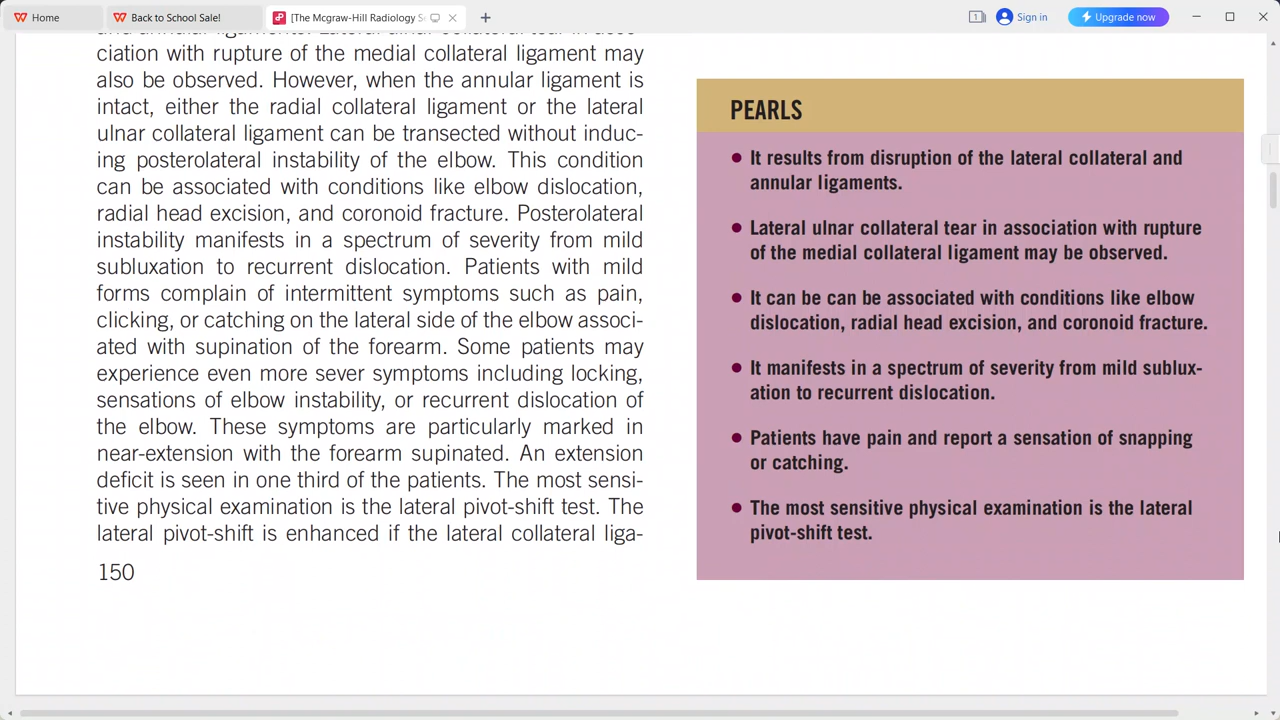 Home
Back to School Sale!
[The Mcgraw-Hill Radiology S
1
Sign in
Upgrade now
ciation with rupture of the medial collateral ligament may
also be observed. However, when the annular ligament is
intact, either the radial collateral ligament or the lateral
ulnar collateral ligament can be transected without induc-
ing posterolateral instability of the elbow. This condition
can be associated with conditions like elbow dislocation,
radial head excision, and coronoid fracture. Posterolateral
instability manifests in a spectrum of severity from mild
subluxation to recurrent dislocation. Patients with mild
forms complain of intermittent symptoms such as pain,
clicking, or catching on the lateral side of the elbow associ-
ated with supination of the forearm. Some patients may
experience even more sever symptoms including locking,
sensations of elbow instability, or recurrent dislocation of
the elbow. These symptoms are particularly marked in
near-extension with the forearm supinated. An extension
deficit is seen in one third of the patients. The most sensi-
tive physical examination is the lateral pivot-shift test. The
lateral pivot-shift is enhanced if the lateral collateral liga-
150
PEARLS
● It results from disruption of the lateral collateral and
annular ligaments.
● Lateral ulnar collateral tear in association with rupture
of the medial collateral ligament may be observed.
● It can be can be associated with conditions like elbow
dislocation, radial head excision, and coronoid fracture.
● It manifests in a spectrum of severity from mild sublux-
ation to recurrent dislocation.
● Patients have pain and report a sensation of snapping
or catching.
● The most sensitive physical examination is the lateral
pivot-shift test.